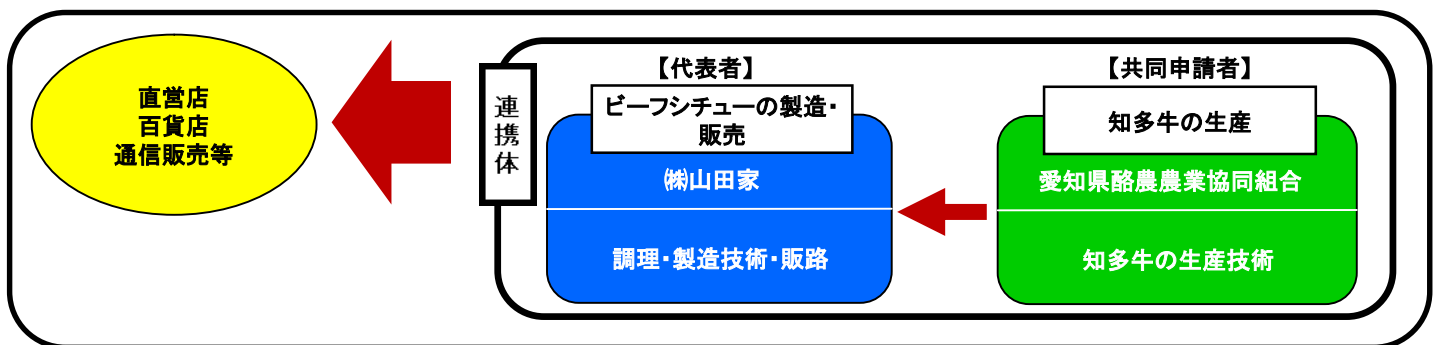 直営店
百貨店
通信販売等
連
携
体
【代表者】
ビーフシチューの製造・
販売
㈱山田家
調理・製造技術・販路
【共同申請者】
知多牛の生産
愛知県酪農農業協同組合
知多牛の生産技術